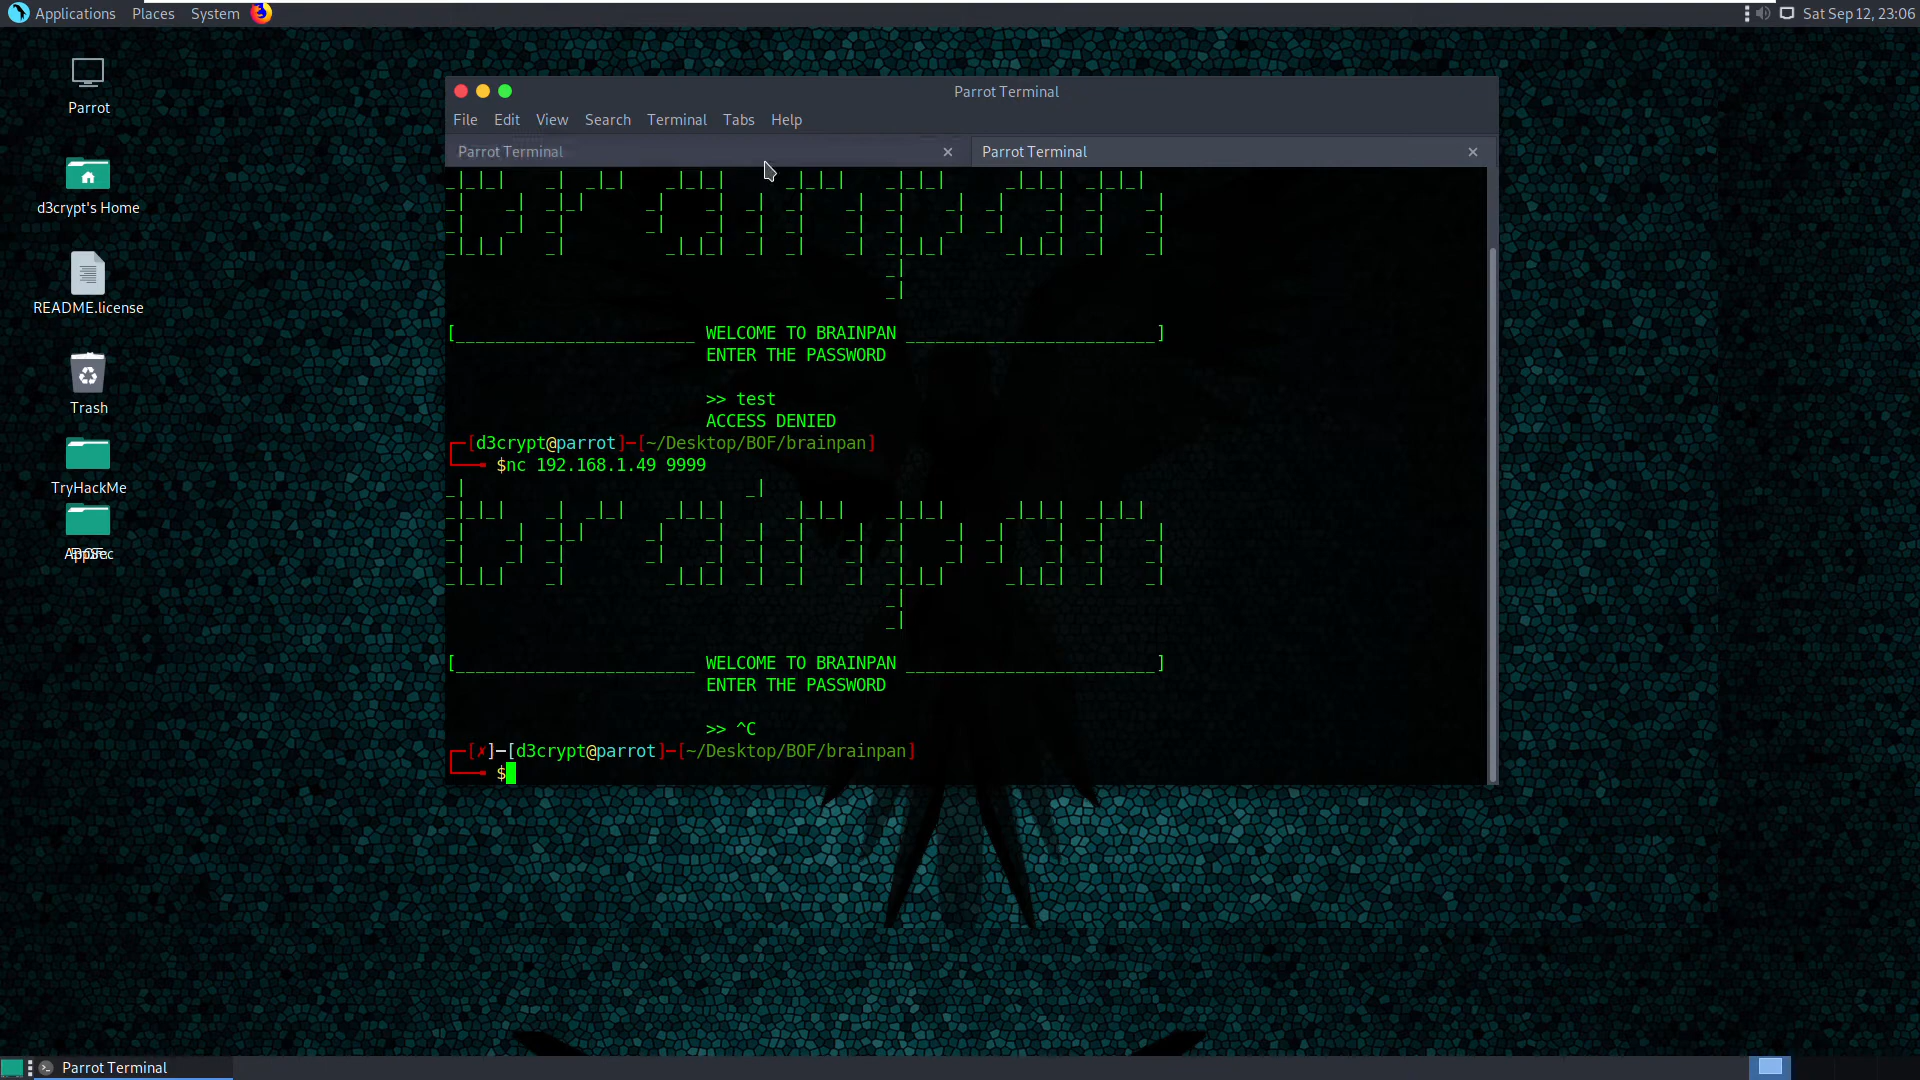 Applications Places System Sat Sep 12, 23:06
Parrot
d3crypt's Home
README.license
Trash
TryHackMe
Parrot Terminal
File Edit View Search Terminal Tabs Help
Parrot Terminal × Parrot Terminal ×
[________________________ WELCOME TO BRAINPAN _________________________]
ENTER THE PASSWORD
>> test
ACCESS DENIED
┌─[d3crypt@parrot]─[~/Desktop/BOF/brainpan]
└──╼ $nc 192.168.1.49 9999
brainpan
[________________________ WELCOME TO BRAINPAN _________________________]
ENTER THE PASSWORD
>> ^C
┌─[✗]─[d3crypt@parrot]─[~/Desktop/BOF/brainpan]
└──╼ $
Parrot Terminal